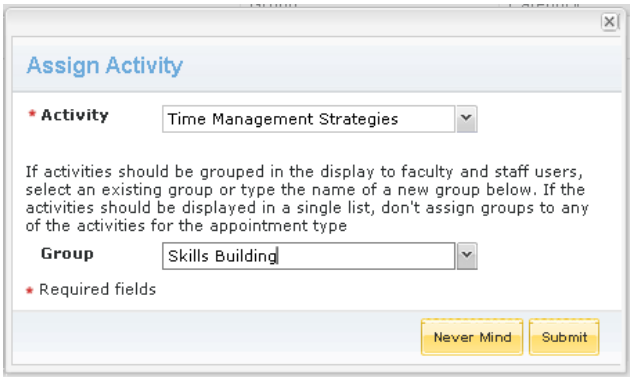 Assign Activity
* Activity Time Management Strategies
If activities should be grouped in the display to faculty and staff users,
select an existing group or type the name of a new group below. If the
activities should be displayed in a single list, don't assign groups to any
of the activities for the appointment type
Group Skills Building
* Required fields
Never Mind Submit